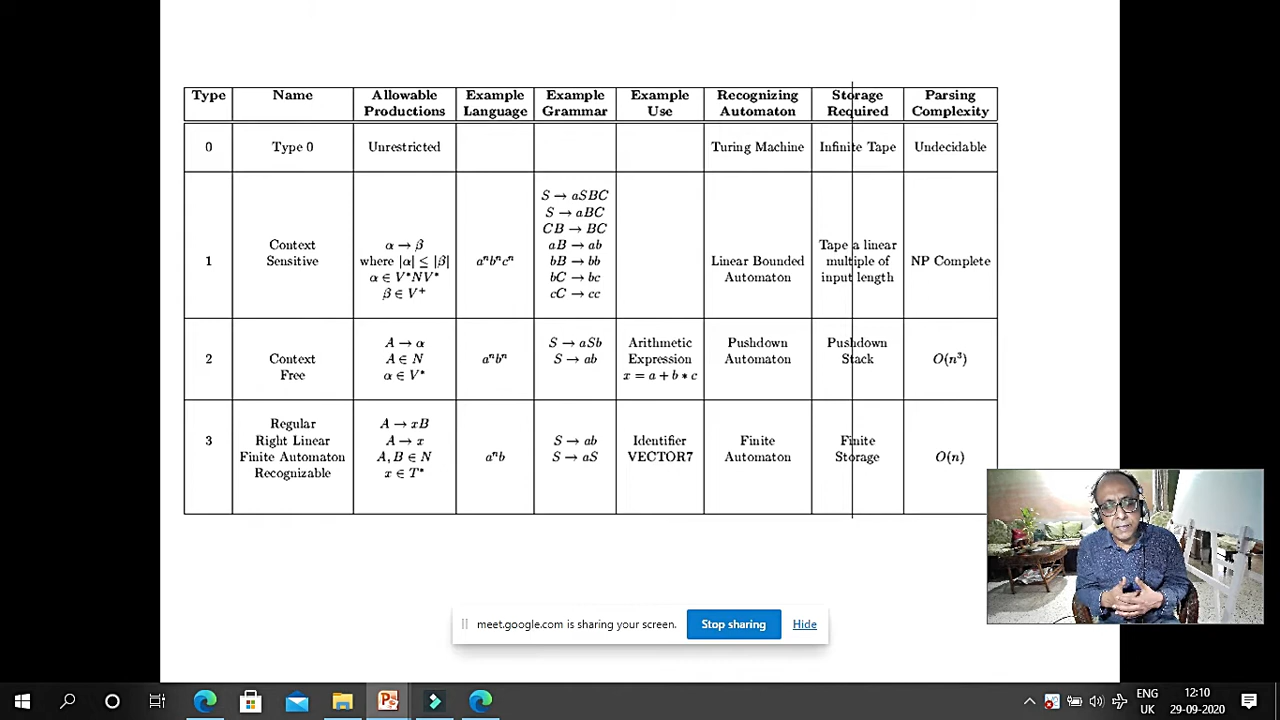 Type Name Allowable Productions Example Language Example Grammar Example Use Recognizing Automaton Storage Required Parsing Complexity
0 Type 0 Unrestricted Turing Machine Infinite Tape Undecidable
S → aSBC
S → aBC
CB → BC
Context α → β aB → ab Tape a linear
1 Sensitive where |α| ≤ |β| aⁿbⁿcⁿ bB → bb Linear Bounded multiple of NP Complete
α ∈ V*NV* bC → bc Automaton input length
β ∈ V⁺ cC → cc
A → α S → aSb Arithmetic Pushdown Pushdown
2 Context A ∈ N aⁿbⁿ S → ab Expression Automaton Stack O(n³)
Free α ∈ V* x = a + b * c
Regular A → xB
3 Right Linear A → x S → ab Identifier Finite Finite
Finite Automaton A, B ∈ N aⁿb S → aS VECTOR7 Automaton Storage O(n)
Recognizable x ∈ T*
meet.google.com is sharing your screen. Stop sharing Hide
ENG 12:10
UK 29-09-2020